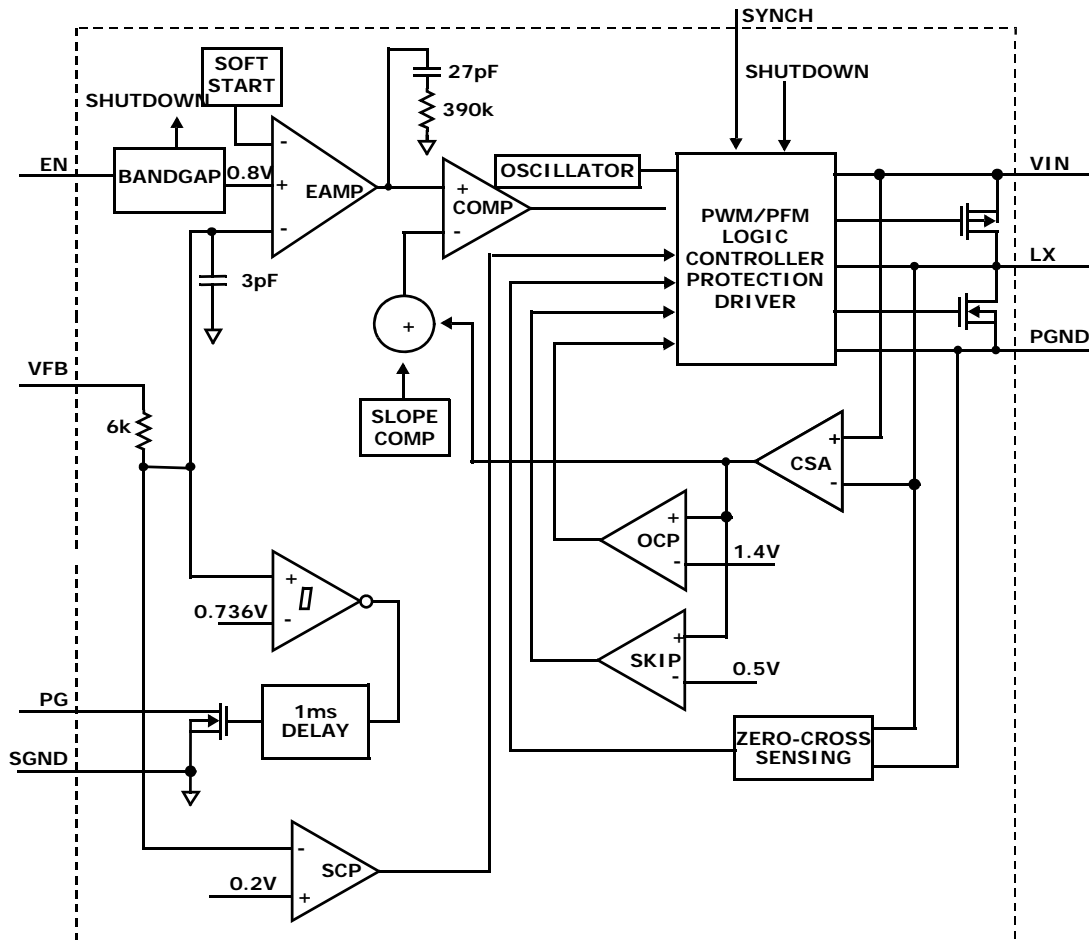 SYNCH
SOFT
START
27pF
SHUTDOWN
SHUTDOWN
390k
EN
BANDGAP
0.8V
-
+
-
EAMP
+
-
COMP
OSCILLATOR
VIN
PWM/PFM
LOGIC
CONTROLLER
PROTECTION
DRIVER
LX
3pF
+
PGND
VFB
SLOPE
COMP
6k
+
-
CSA
+
-
OCP
1.4V
+
-
0.736V
+
-
SKIP
0.5V
PG
1ms
DELAY
SGND
ZERO-CROSS
SENSING
-
+
SCP
0.2V